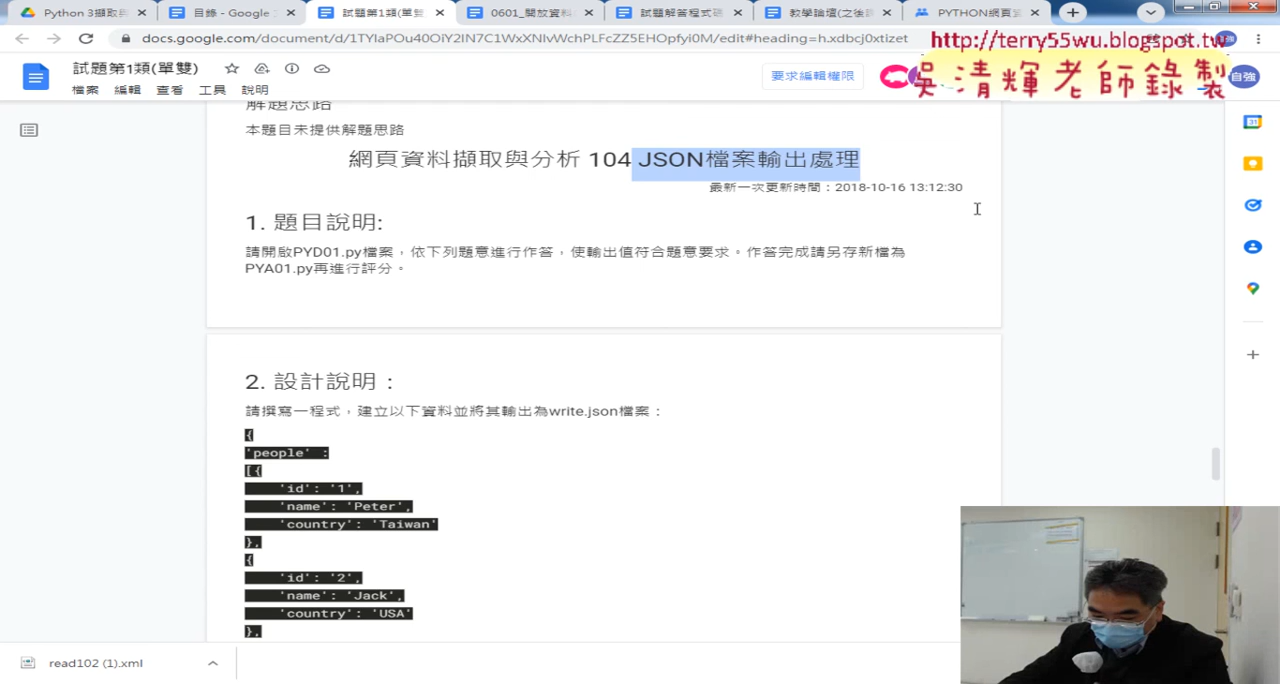 Python 3擷取與
目錄 - Google
試題第1類(單雙
0601_開放資料
試題解答程式碼
教學論壇(之後請
PYTHON網頁資
docs.google.com/document/d/1TYlaPOu40OiY2lN7C1WxXNIvWchPLFcZZ5EHOpfyi0M/edit#heading=h.xdbcj0xtizet
http://terry55wu.blogspot.tw
吳清輝老師錄製
試題第1類(單雙)
檔案 編輯 查看 工具 說明
要求編輯權限
自強
解題思路
本題目未提供解題思路
網頁資料擷取與分析 104 JSON檔案輸出處理
最新一次更新時間：2018-10-16 13:12:30
1. 題目說明:
請開啟PYD01.py檔案，依下列題意進行作答，使輸出值符合題意要求。作答完成請另存新檔為
PYA01.py再進行評分。
2. 設計說明：
請撰寫一程式，建立以下資料並將其輸出為write.json檔案：
{
'people' :
[{
'id': '1',
'name': 'Peter',
'country': 'Taiwan'
},
{
'id': '2',
'name': 'Jack',
'country': 'USA'
},
31
read102 (1).xml